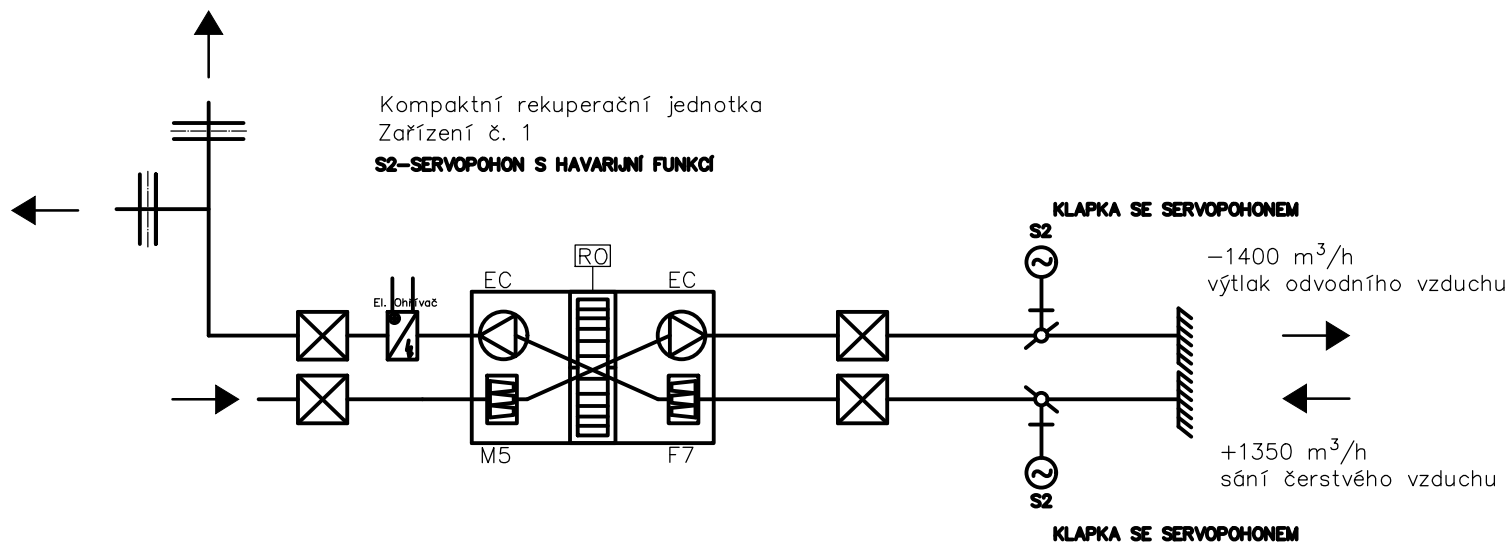 Kompaktní rekuperační jednotka
Zařízení č. 1
S2-SERVOPOHON S HAVARIJNÍ FUNKCÍ
KLAPKA SE SERVOPOHONEM
S2
-1400 m³/h
výtlak odvodního vzduchu
RO
EC
EC
El. Ohřívač
M5
F7
+1350 m³/h
sání čerstvého vzduchu
S2
KLAPKA SE SERVOPOHONEM